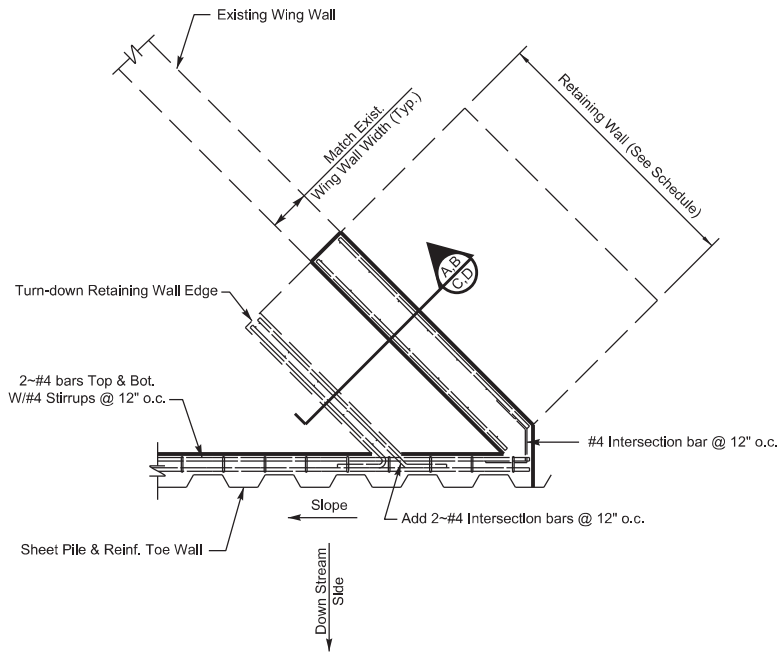 Existing Wing Wall
N
Match Exist.
Wing Wall Width (Typ.)
Retaining Wall (See Schedule)
A,B
C,D
Turn-down Retaining Wall Edge
2~#4 bars Top & Bot.
W/#4 Stirrups @ 12" o.c.
#4 Intersection bar @ 12" o.c.
Slope
Add 2~#4 Intersection bars @ 12" o.c.
Sheet Pile & Reinf. Toe Wall
Down Stream
Side